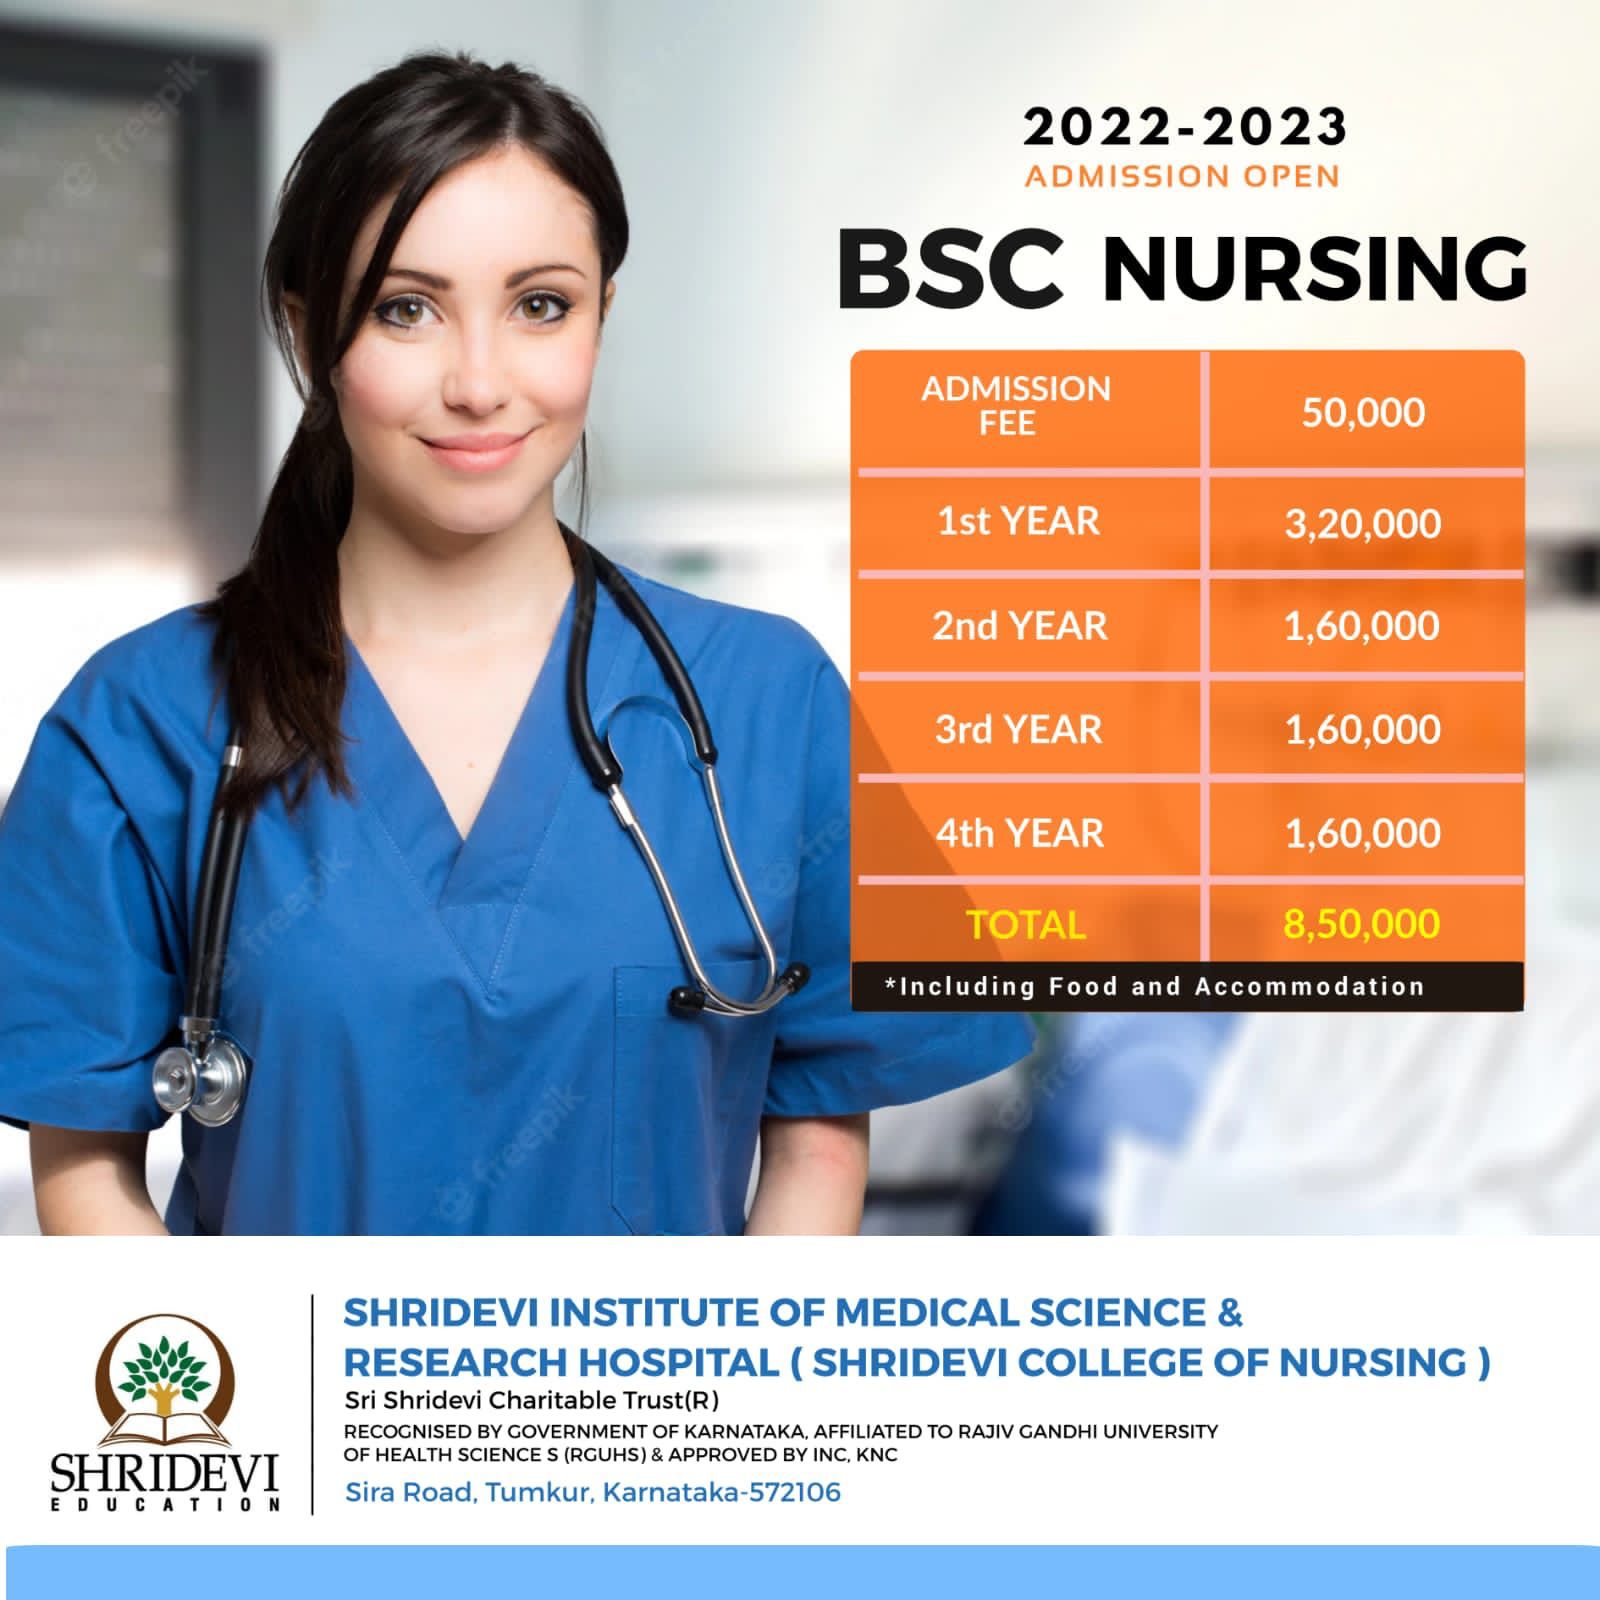 2022-2023
ADMISSION OPEN
BSC NURSING
ADMISSION
FEE
50,000
1st YEAR 3,20,000
2nd YEAR 1,60,000
3rd YEAR 1,60,000
4th YEAR 1,60,000
TOTAL 8,50,000
*Including Food and Accommodation
SHRIDEVI
EDUCATION
SHRIDEVI INSTITUTE OF MEDICAL SCIENCE &
RESEARCH HOSPITAL ( SHRIDEVI COLLEGE OF NURSING )
Sri Shridevi Charitable Trust(R)
RECOGNISED BY GOVERNMENT OF KARNATAKA, AFFILIATED TO RAJIV GANDHI UNIVERSITY
OF HEALTH SCIENCE S (RGUHS) & APPROVED BY INC, KNC
Sira Road, Tumkur, Karnataka-572106
freepik
freepik
freepik
freepik